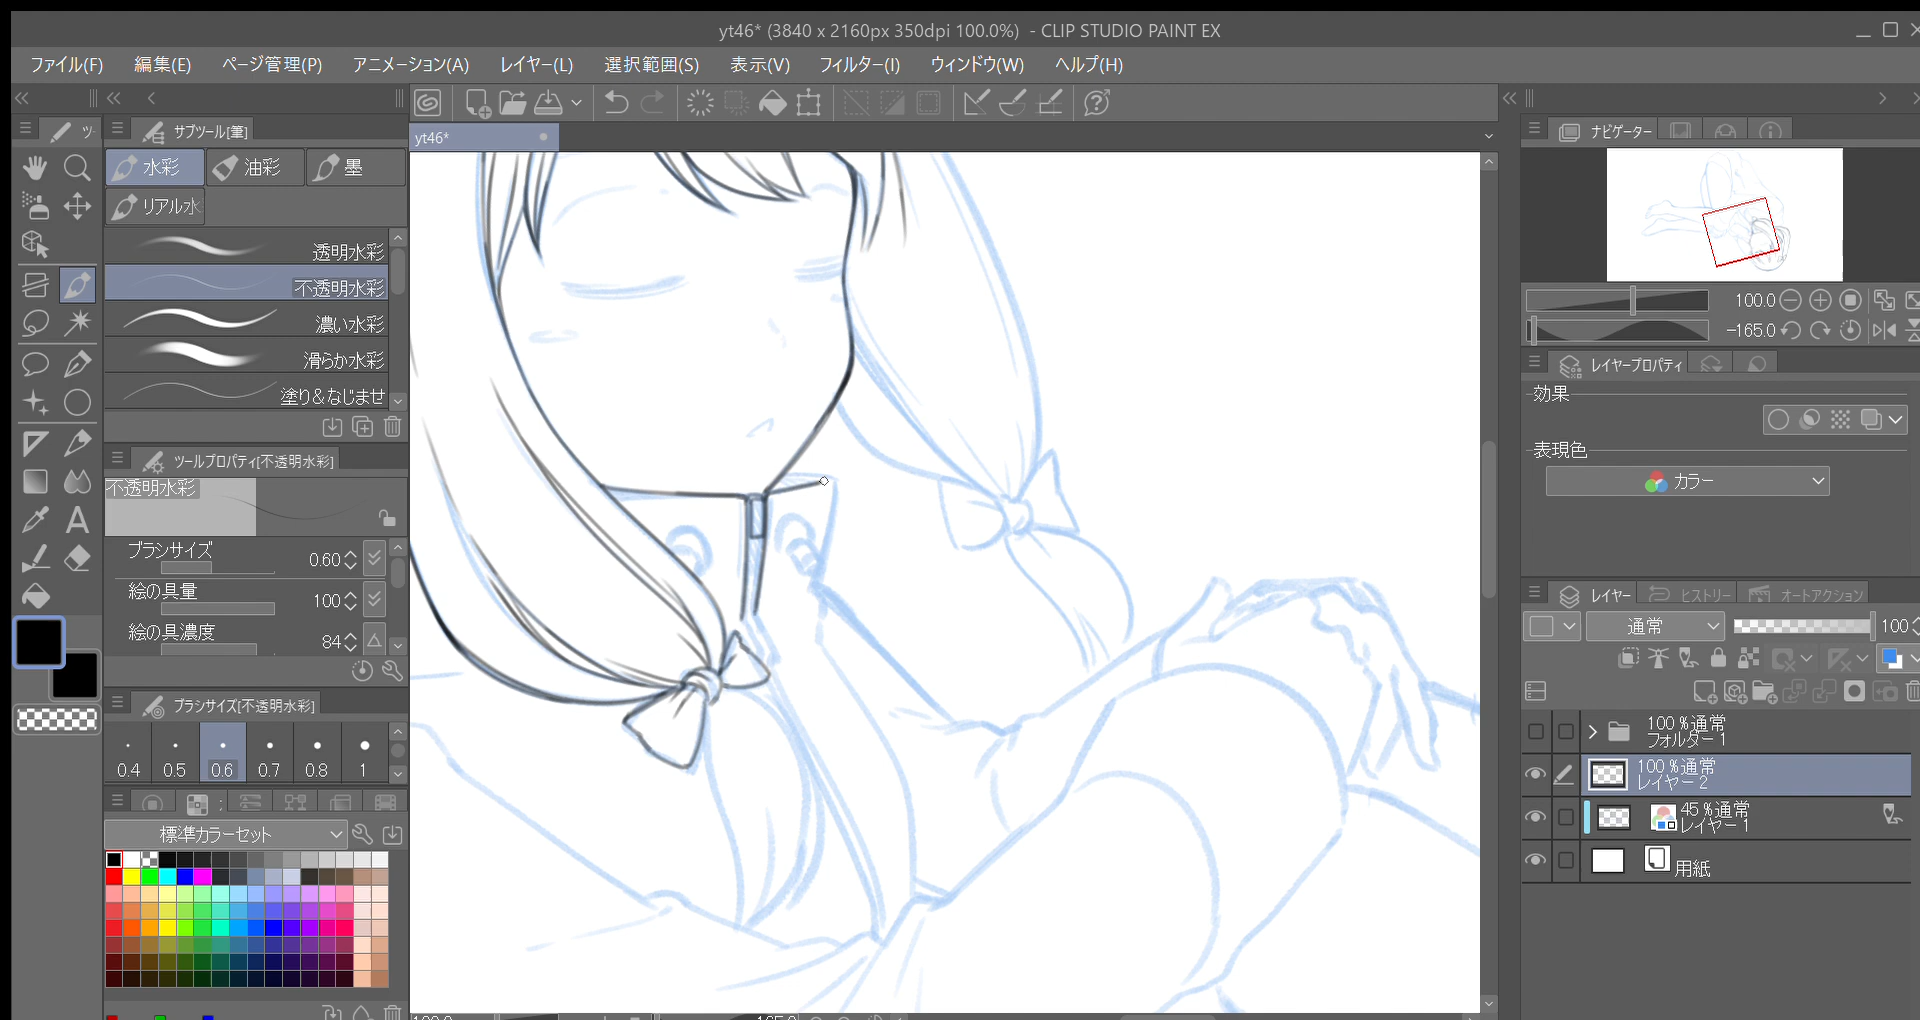 yt46* (3840 x 2160px 350dpi 100.0%)  - CLIP STUDIO PAINT EX
ファイル(F) 編集(E) ページ管理(P) アニメーション(A) レイヤー(L) 選択範囲(S) 表示(V) フィルター(I) ウィンドウ(W) ヘルプ(H)
ツ-
サブツール[筆]
水彩 油彩 墨
リアル水
透明水彩
不透明水彩
濃い水彩
滑らか水彩
塗り＆なじませ
ツールプロパティ[不透明水彩]
不透明水彩
ブラシサイズ 0.60
絵の具量 100
絵の具濃度 84
ブラシサイズ[不透明水彩]
0.4 0.5 0.6 0.7 0.8 1
標準カラーセット
yt46*
ナビゲーター
100.0
-165.0
レイヤープロパティ
効果
表現色
カラー
レイヤー ヒストリー オートアクション
通常 100
100 %通常
フォルダー 1
100 %通常
レイヤー 2
45 %通常
レイヤー 1
用紙